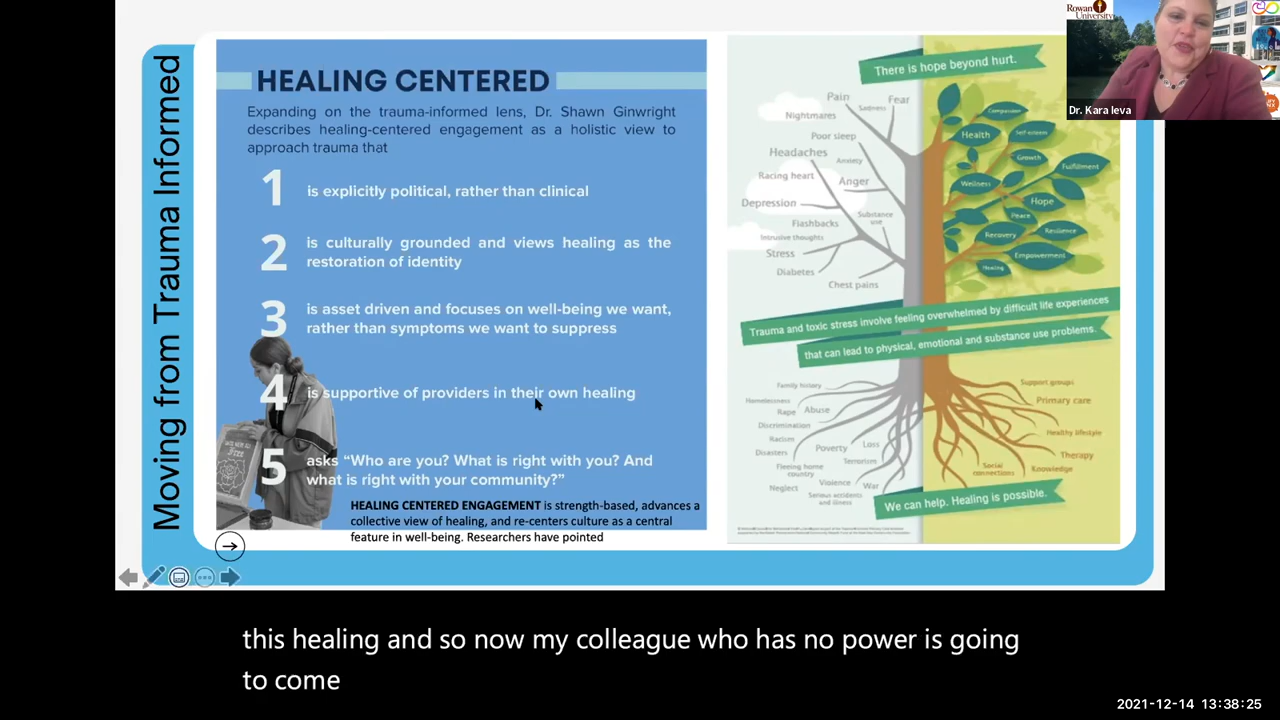 Moving from Trauma Informed
HEALING CENTERED
Expanding on the trauma-informed lens, Dr. Shawn Ginwright
describes healing-centered engagement as a holistic view to
approach trauma that
1
is explicitly political, rather than clinical
2
is culturally grounded and views healing as the
restoration of identity
3
is asset driven and focuses on well-being we want,
rather than symptoms we want to suppress
4
is supportive of providers in their own healing
5
asks “Who are you? What is right with you? And
what is right with your community?”
HEALING CENTERED ENGAGEMENT is strength-based, advances a
collective view of healing, and re-centers culture as a central
feature in well-being. Researchers have pointed
There is hope beyond hurt.
Pain
Sadness
Fear
Nightmares
Poor sleep
Headaches
Anxiety
Racing heart
Anger
Depression
Substance
use
Flashbacks
Intrusive thoughts
Stress
Diabetes
Chest pains
Compassion
Health
Self-esteem
Growth
Fulfillment
Wellness
Hope
Peace
Recovery
Resilience
Empowerment
Healing
Trauma and toxic stress involve feeling overwhelmed by difficult life experiences
that can lead to physical, emotional and substance use problems.
Family history
Homelessness
Rape
Abuse
Discrimination
Racism
Disasters
Poverty
Loss
Terrorism
Fleeing home
country
Neglect
Violence
War
Serious accidents
and illness
Support groups
Primary care
Healthy lifestyle
Therapy
Social
connections
Knowledge
We can help. Healing is possible.
Rowan
University
Dr. Kara Ieva
this healing and so now my colleague who has no power is going
to come
2021-12-14 13:38:25